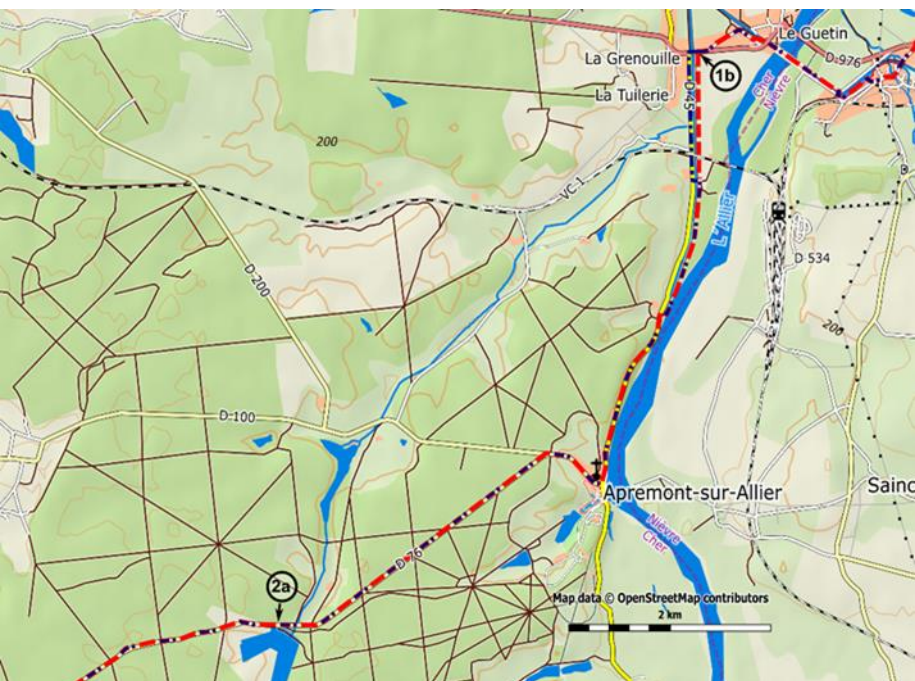 Le Guetin
La Grenouille
D 976
1b
La Tuilerie
D 45
Cher
Nièvre
200
VC 1
D
L'Allier
D 534
D 200
200
D 100
Apremont-sur-Allier
Sainc
Nièvre
Cher
D 76
2a
Map data © OpenStreetMap contributors
2 km